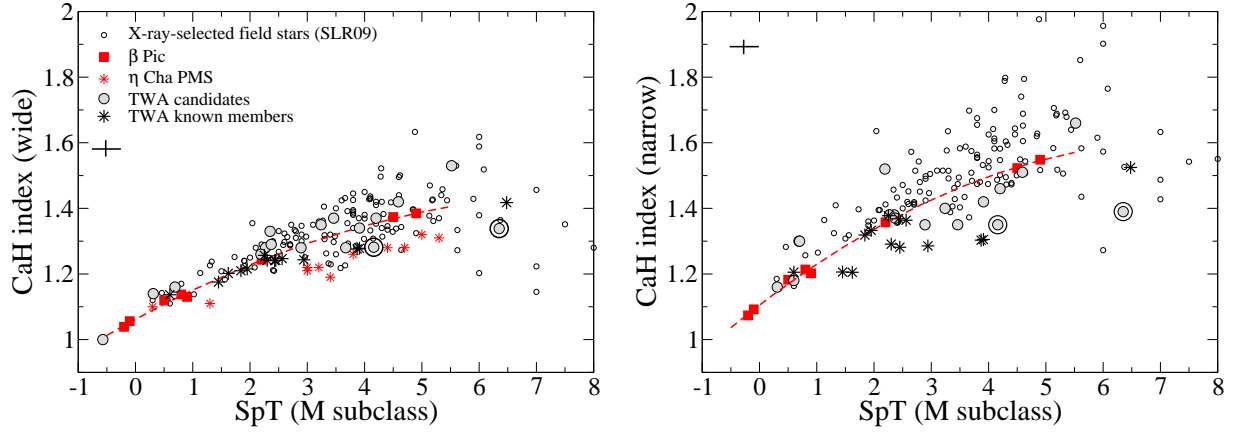 2
1.8
1.6
1.4
1.2
1
CaH index (wide)
X-ray-selected field stars (SLR09)
β Pic
η Cha PMS
TWA candidates
TWA known members
-1 0 1 2 3 4 5 6 7 8
SpT (M subclass)
2
1.8
1.6
1.4
1.2
1
CaH index (narrow)
-1 0 1 2 3 4 5 6 7 8
SpT (M subclass)